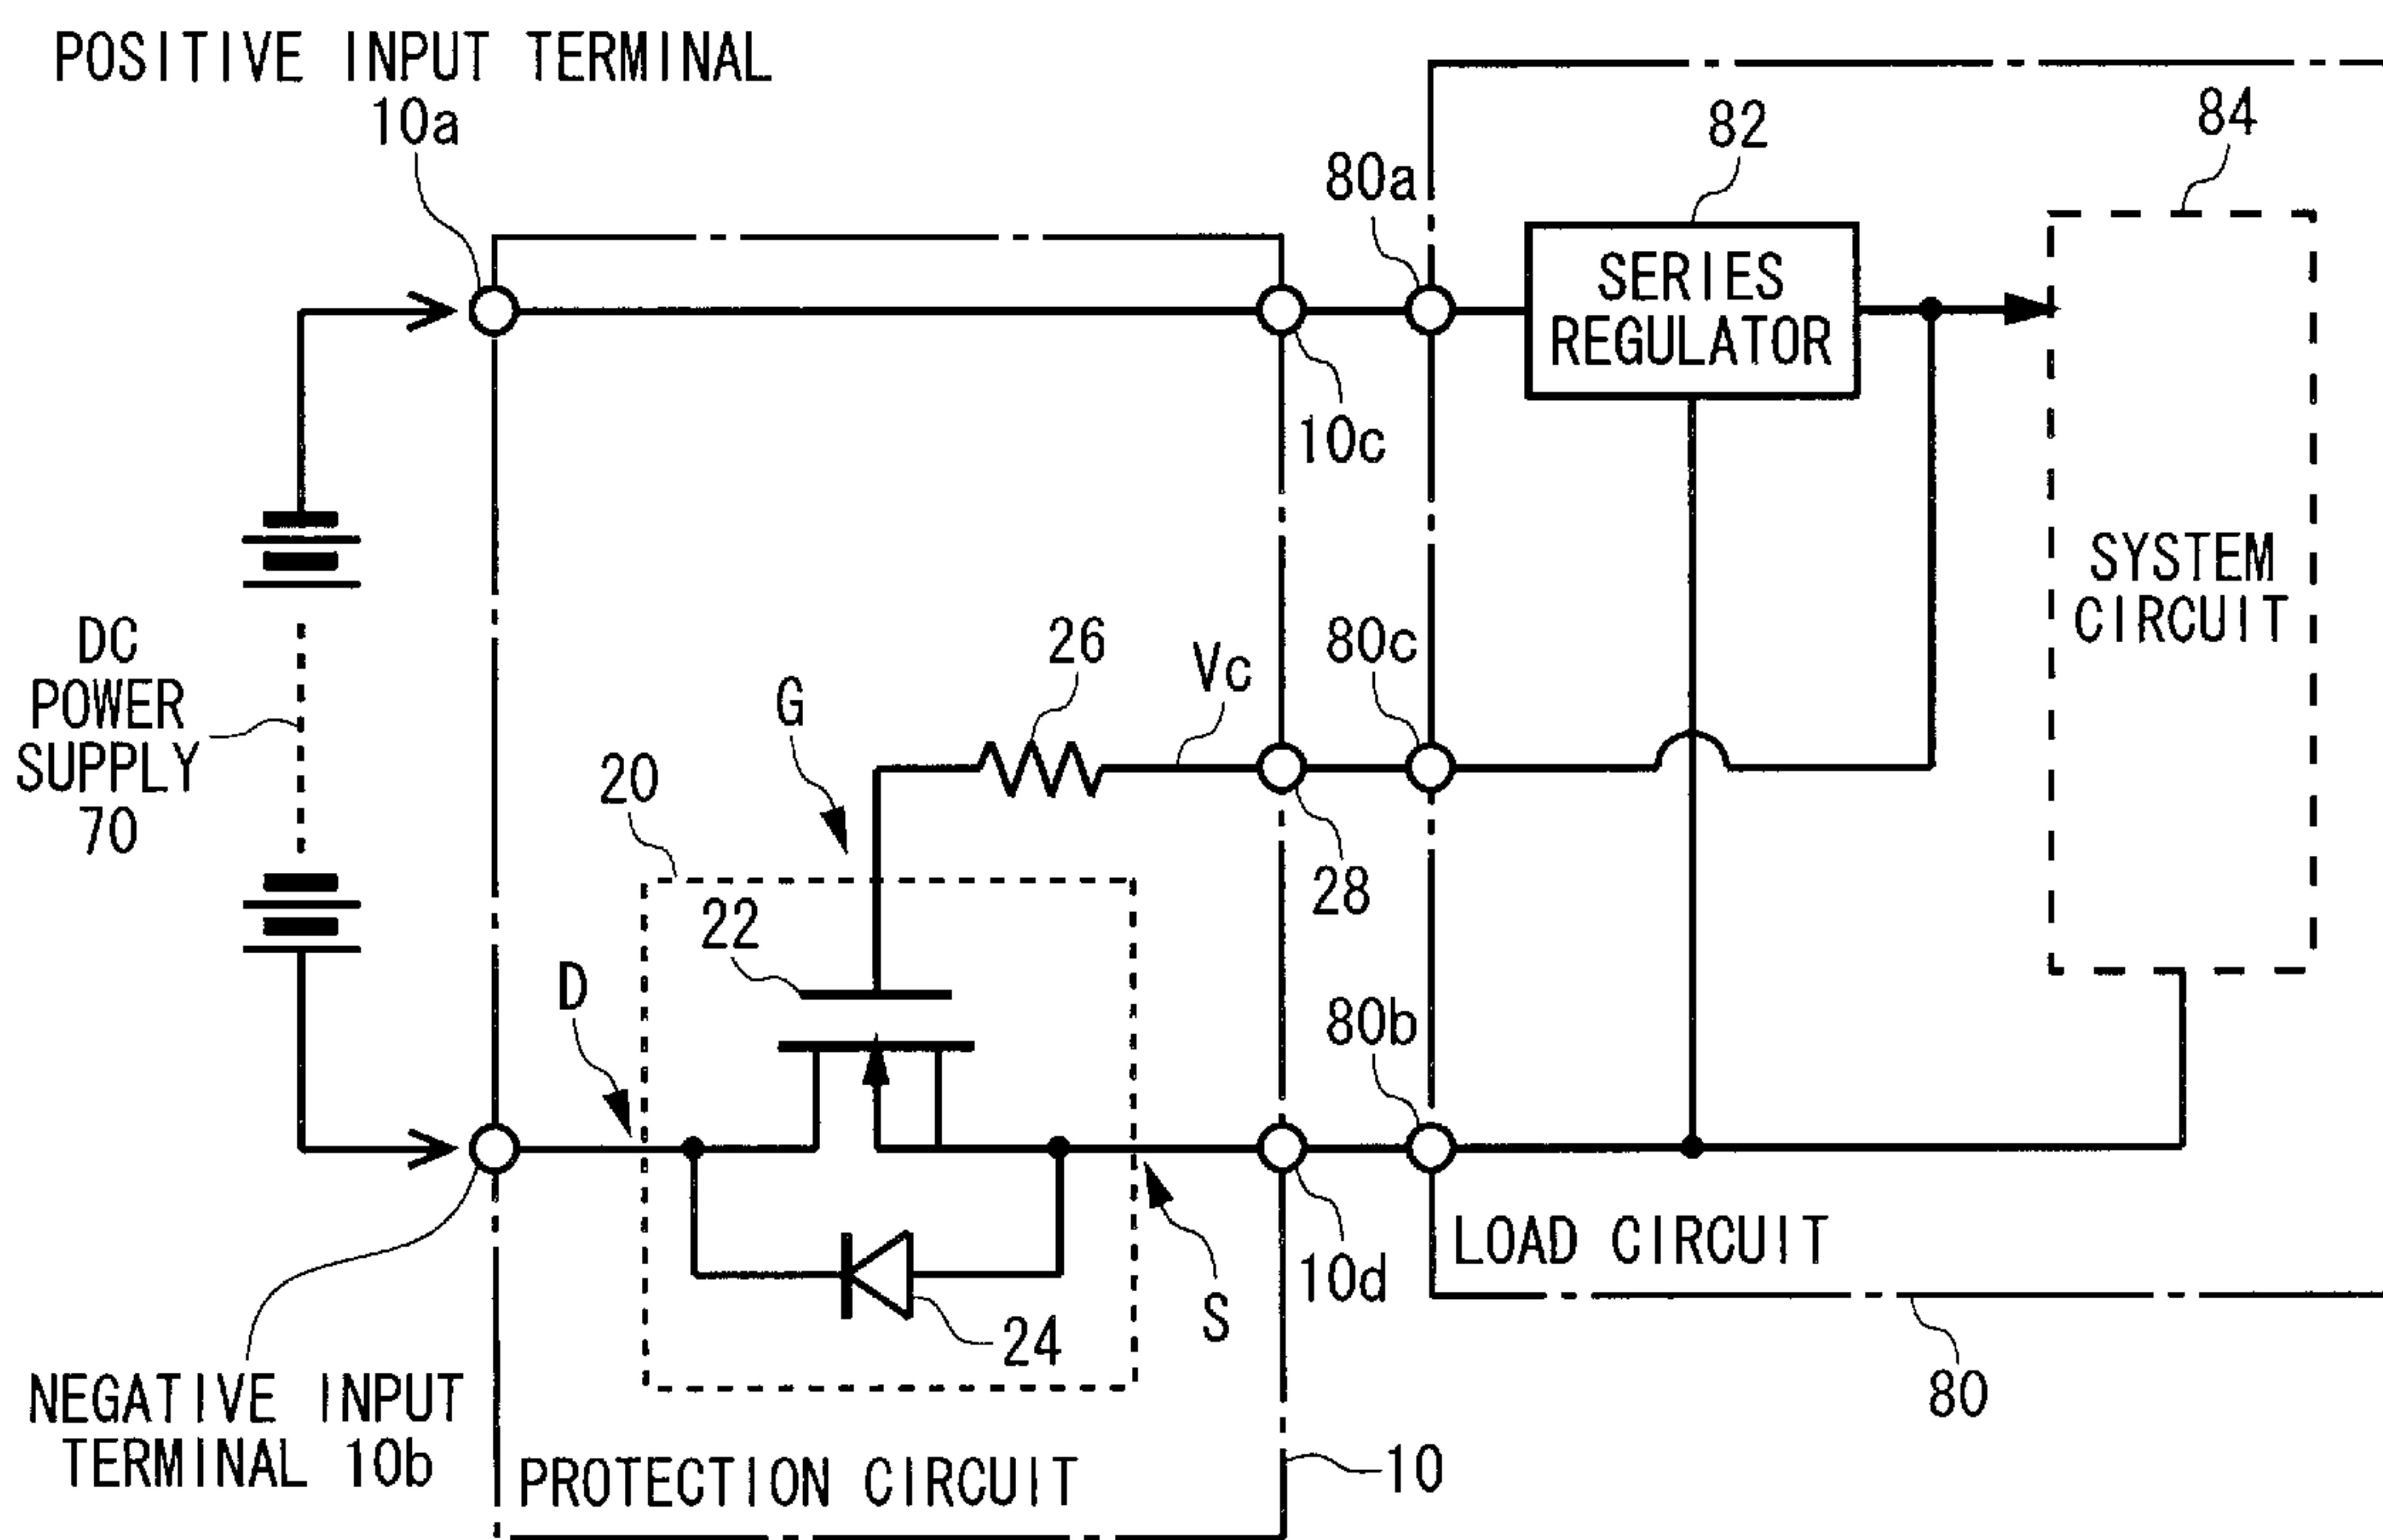 POSITIVE INPUT TERMINAL
10a
80a
82
84
SERIES
REGULATOR
10c
SYSTEM
CIRCUIT
DC
POWER
SUPPLY
70
G
26
Vc
80c
20
28
22
D
80b
24
S
10d
LOAD CIRCUIT
80
NEGATIVE INPUT
TERMINAL 10b
PROTECTION CIRCUIT
10